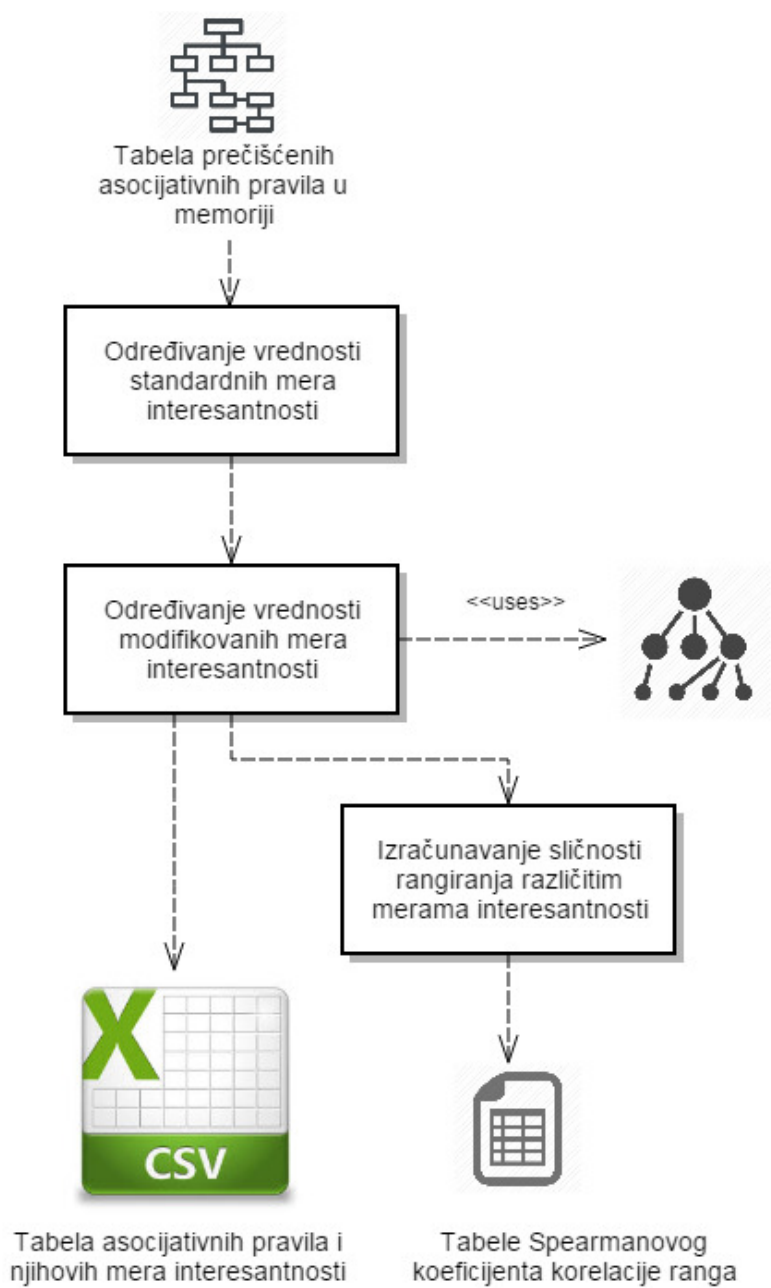 Tabela prečišćenih
asocijativnih pravila u
memoriji
Određivanje vrednosti
standardnih mera
interesantnosti
Određivanje vrednosti
modifikovanih mera
interesantnosti
<<uses>>
Izračunavanje sličnosti
rangiranja različitim
merama interesantnosti
X
CSV
Tabela asocijativnih pravila i
njihovih mera interesantnosti
Tabele Spearmanovog
koeficijenta korelacije ranga